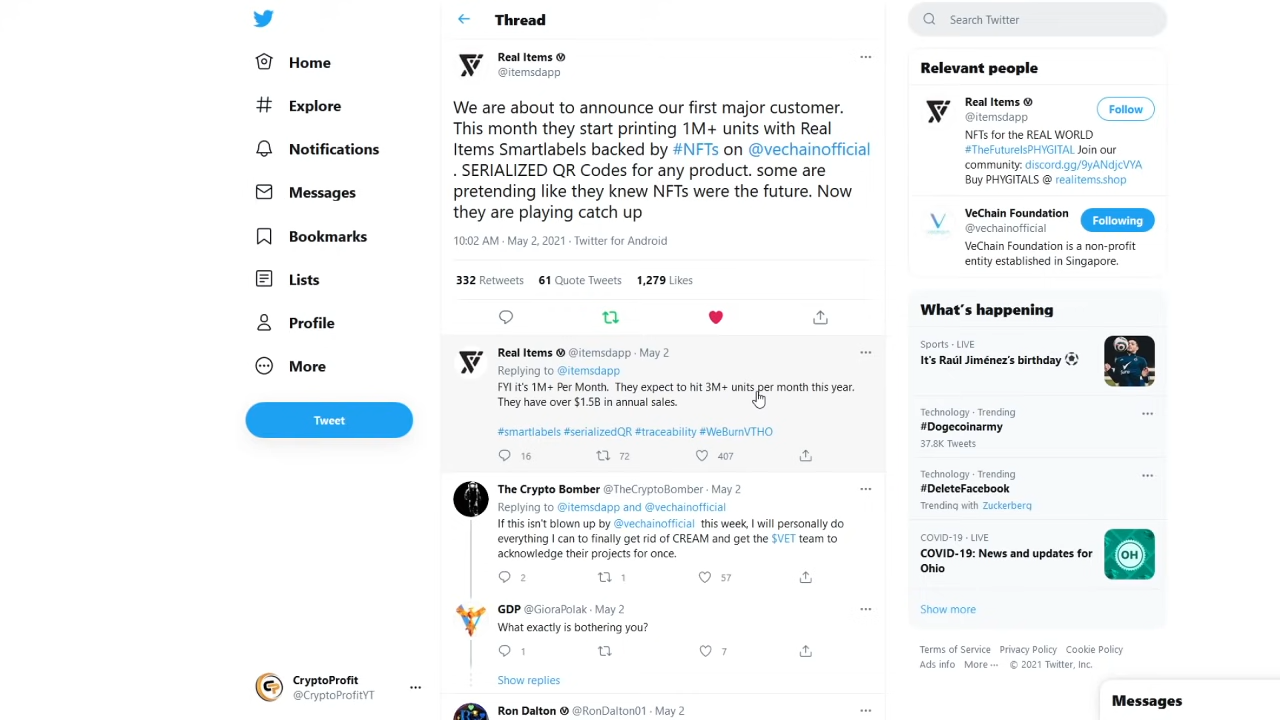 Home
Explore
Notifications
Messages
Bookmarks
Lists
Profile
More
Tweet
CryptoProfit
@CryptoProfitYT
Thread
Real Items
@itemsdapp
We are about to announce our first major customer.
This month they start printing 1M+ units with Real
Items Smartlabels backed by #NFTs on @vechainofficial
. SERIALIZED QR Codes for any product. some are
pretending like they knew NFTs were the future. Now
they are playing catch up
10:02 AM · May 2, 2021 · Twitter for Android
332 Retweets 61 Quote Tweets 1,279 Likes
Real Items @itemsdapp · May 2
Replying to @itemsdapp
FYI it's 1M+ Per Month. They expect to hit 3M+ units per month this year.
They have over $1.5B in annual sales.
#smartlabels #serializedQR #traceability #WeBurnVTHO
16 72 407
The Crypto Bomber @TheCryptoBomber · May 2
Replying to @itemsdapp and @vechainofficial
If this isn't blown up by @vechainofficial this week, I will personally do
everything I can to finally get rid of CREAM and get the $VET team to
acknowledge their projects for once.
2 1 57
GDP @GioraPolak · May 2
What exactly is bothering you?
1 7
Show replies
Ron Dalton @RonDalton01 · May 2
Search Twitter
Relevant people
Real Items
@itemsdapp
Follow
NFTs for the REAL WORLD
#TheFutureIsPHYGITAL Join our
community: discord.gg/9yANdjcVYA
Buy PHYGITALS @ realitems.shop
VeChain Foundation
@vechainofficial
Following
VeChain Foundation is a non-profit
entity established in Singapore.
What's happening
Sports · LIVE
It's Raúl Jiménez's birthday
Technology · Trending
#Dogecoinarmy
37.8K Tweets
Technology · Trending
#DeleteFacebook
Trending with Zuckerberg
COVID-19 · LIVE
COVID-19: News and updates for
Ohio
OH
Show more
Terms of Service Privacy Policy Cookie Policy
Ads info More ··· © 2021 Twitter, Inc.
Messages